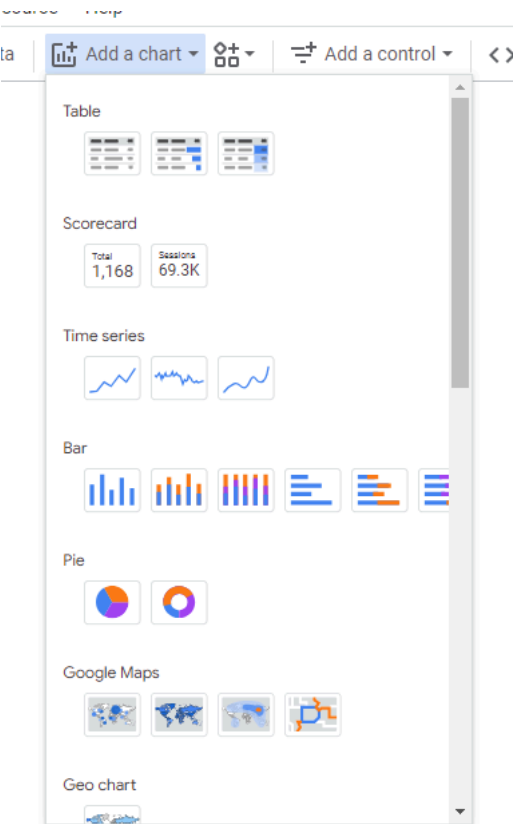 ta
Add a chart
Add a control
Table
Scorecard
Total
1,168
Sessions
69.3K
Time series
Bar
Pie
Google Maps
Geo chart